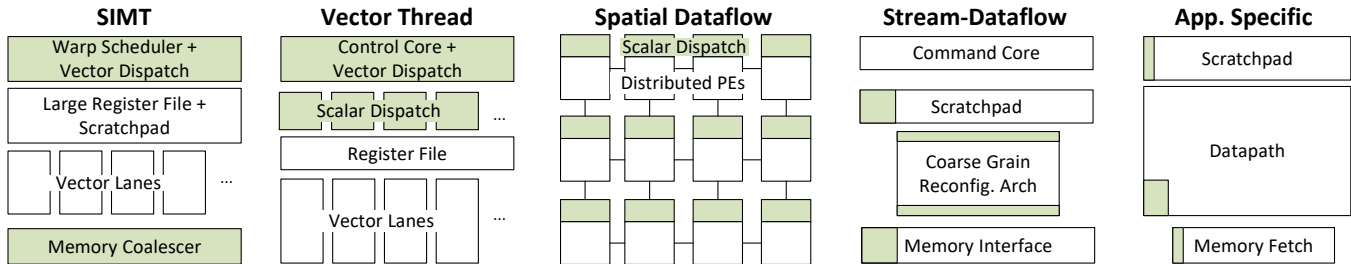 SIMT
Warp Scheduler +
Vector Dispatch
Large Register File +
Scratchpad
Vector Lanes
...
Memory Coalescer
Vector Thread
Control Core +
Vector Dispatch
Scalar Dispatch
...
Register File
Vector Lanes
...
Spatial Dataflow
Scalar Dispatch
Distributed PEs
Stream-Dataflow
Command Core
Scratchpad
Coarse Grain
Reconfig. Arch
Memory Interface
App. Specific
Scratchpad
Datapath
Memory Fetch